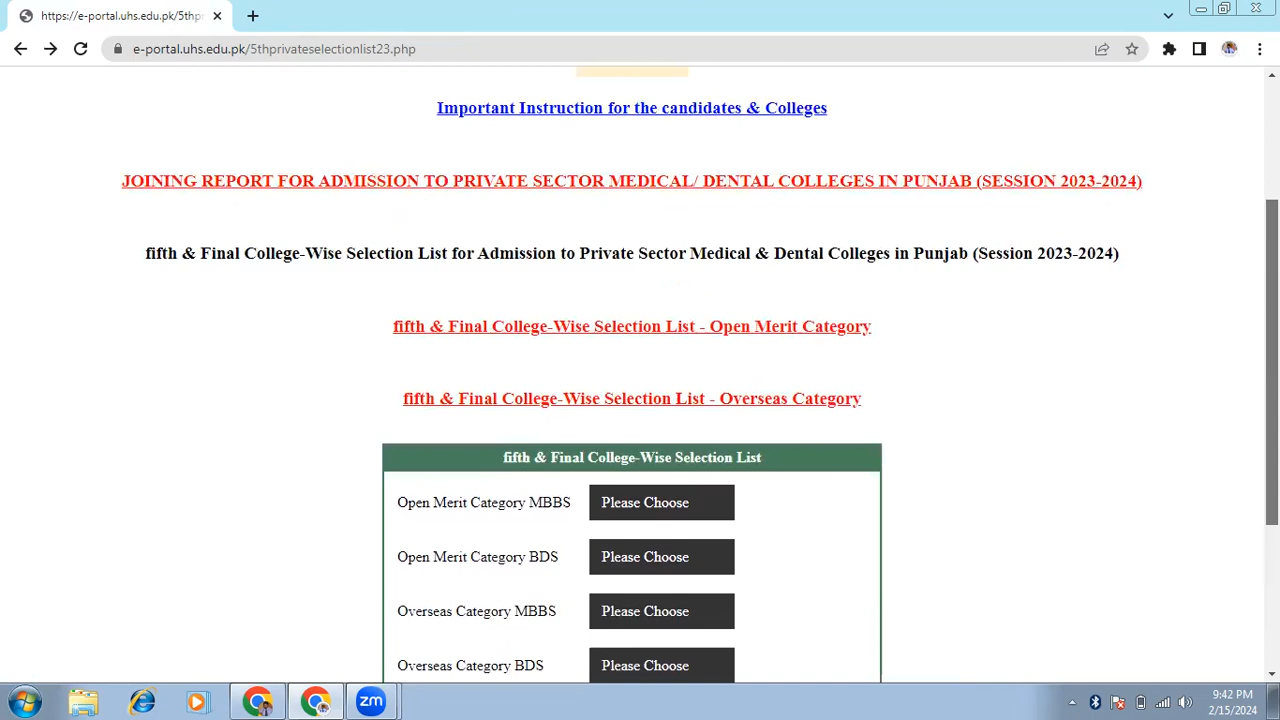 https://e-portal.uhs.edu.pk/5thpr
e-portal.uhs.edu.pk/5thprivateselectionlist23.php
Important Instruction for the candidates & Colleges
JOINING REPORT FOR ADMISSION TO PRIVATE SECTOR MEDICAL/ DENTAL COLLEGES IN PUNJAB (SESSION 2023-2024)
fifth & Final College-Wise Selection List for Admission to Private Sector Medical & Dental Colleges in Punjab (Session 2023-2024)
fifth & Final College-Wise Selection List - Open Merit Category
fifth & Final College-Wise Selection List - Overseas Category
fifth & Final College-Wise Selection List
Open Merit Category MBBS Please Choose
Open Merit Category BDS Please Choose
Overseas Category MBBS Please Choose
Overseas Category BDS Please Choose
zm
9:42 PM
2/15/2024